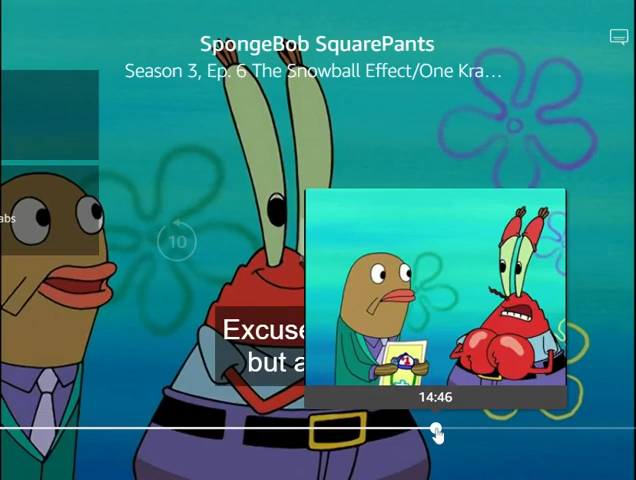 SpongeBob SquarePants
Season 3, Ep. 6 The Snowball Effect/One Kra…
abs
10
Excuse
but a
14:46